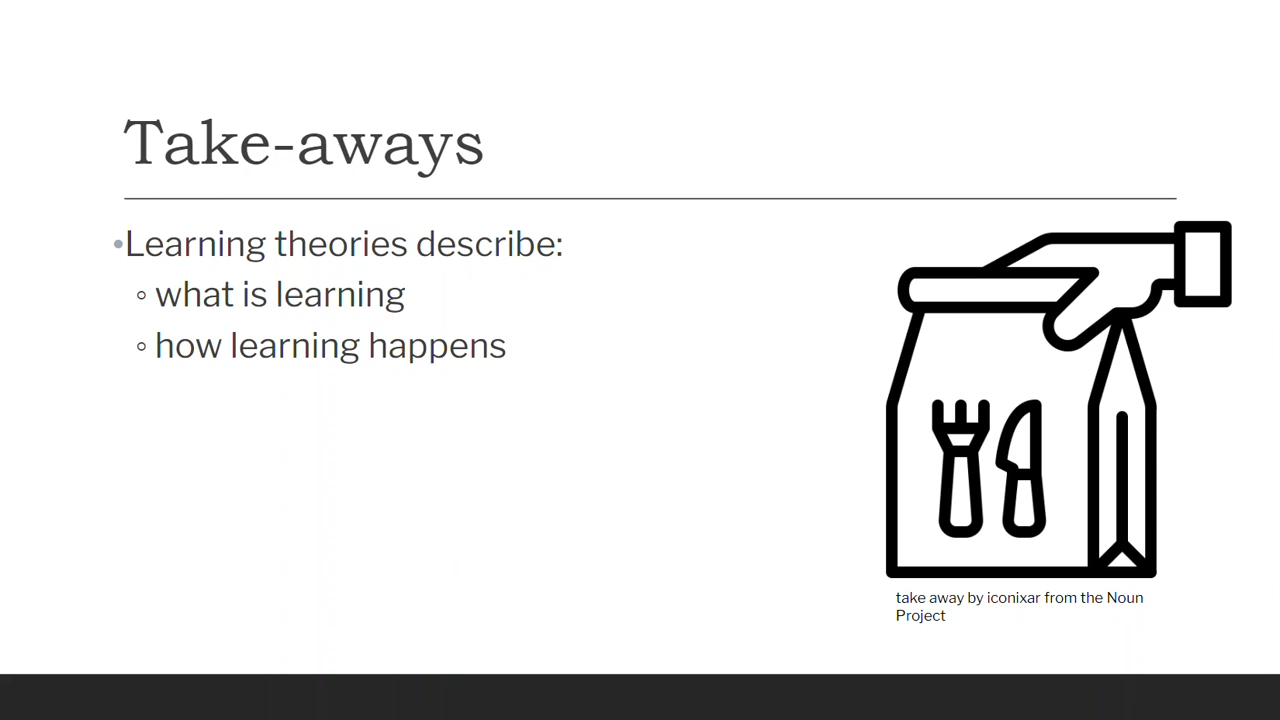 Take-aways
•Learning theories describe:
◦ what is learning
◦ how learning happens
take away by iconixar from the Noun
Project